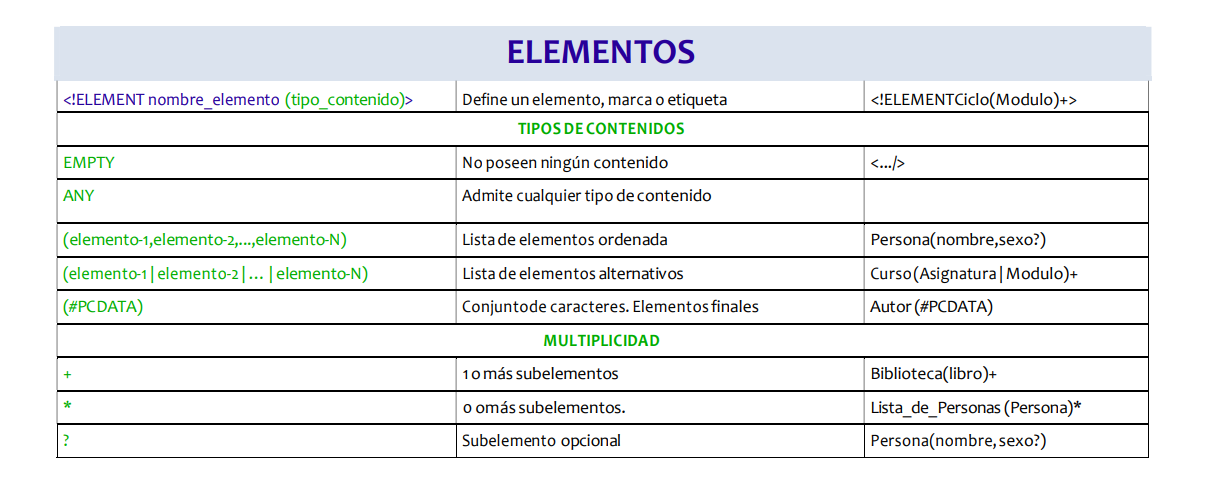 ELEMENTOS
<!ELEMENT nombre_elemento (tipo_contenido)> Define un elemento, marca o etiqueta <!ELEMENTCiclo(Modulo)+>
TIPOS DE CONTENIDOS
EMPTY No poseen ningún contenido <.../>
ANY Admite cualquier tipo de contenido
(elemento-1,elemento-2,...,elemento-N) Lista de elementos ordenada Persona(nombre,sexo?)
(elemento-1 | elemento-2 | ... | elemento-N) Lista de elementos alternativos Curso (Asignatura | Modulo)+
(#PCDATA) Conjuntode caracteres. Elementos finales Autor (#PCDATA)
MULTIPLICIDAD
+ 1 o más subelementos Biblioteca(libro)+
* 0 omás subelementos. Lista_de_Personas (Persona)*
? Subelemento opcional Persona(nombre, sexo?)